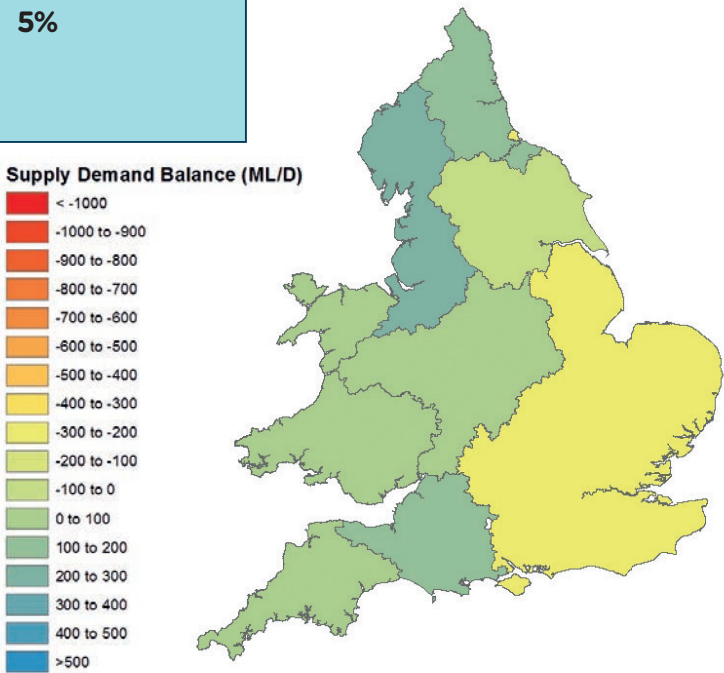 5%
Supply Demand Balance (ML/D)
< -1000
-1000 to -900
-900 to -800
-800 to -700
-700 to -600
-600 to -500
-500 to -400
-400 to -300
-300 to -200
-200 to -100
-100 to 0
0 to 100
100 to 200
200 to 300
300 to 400
400 to 500
>500